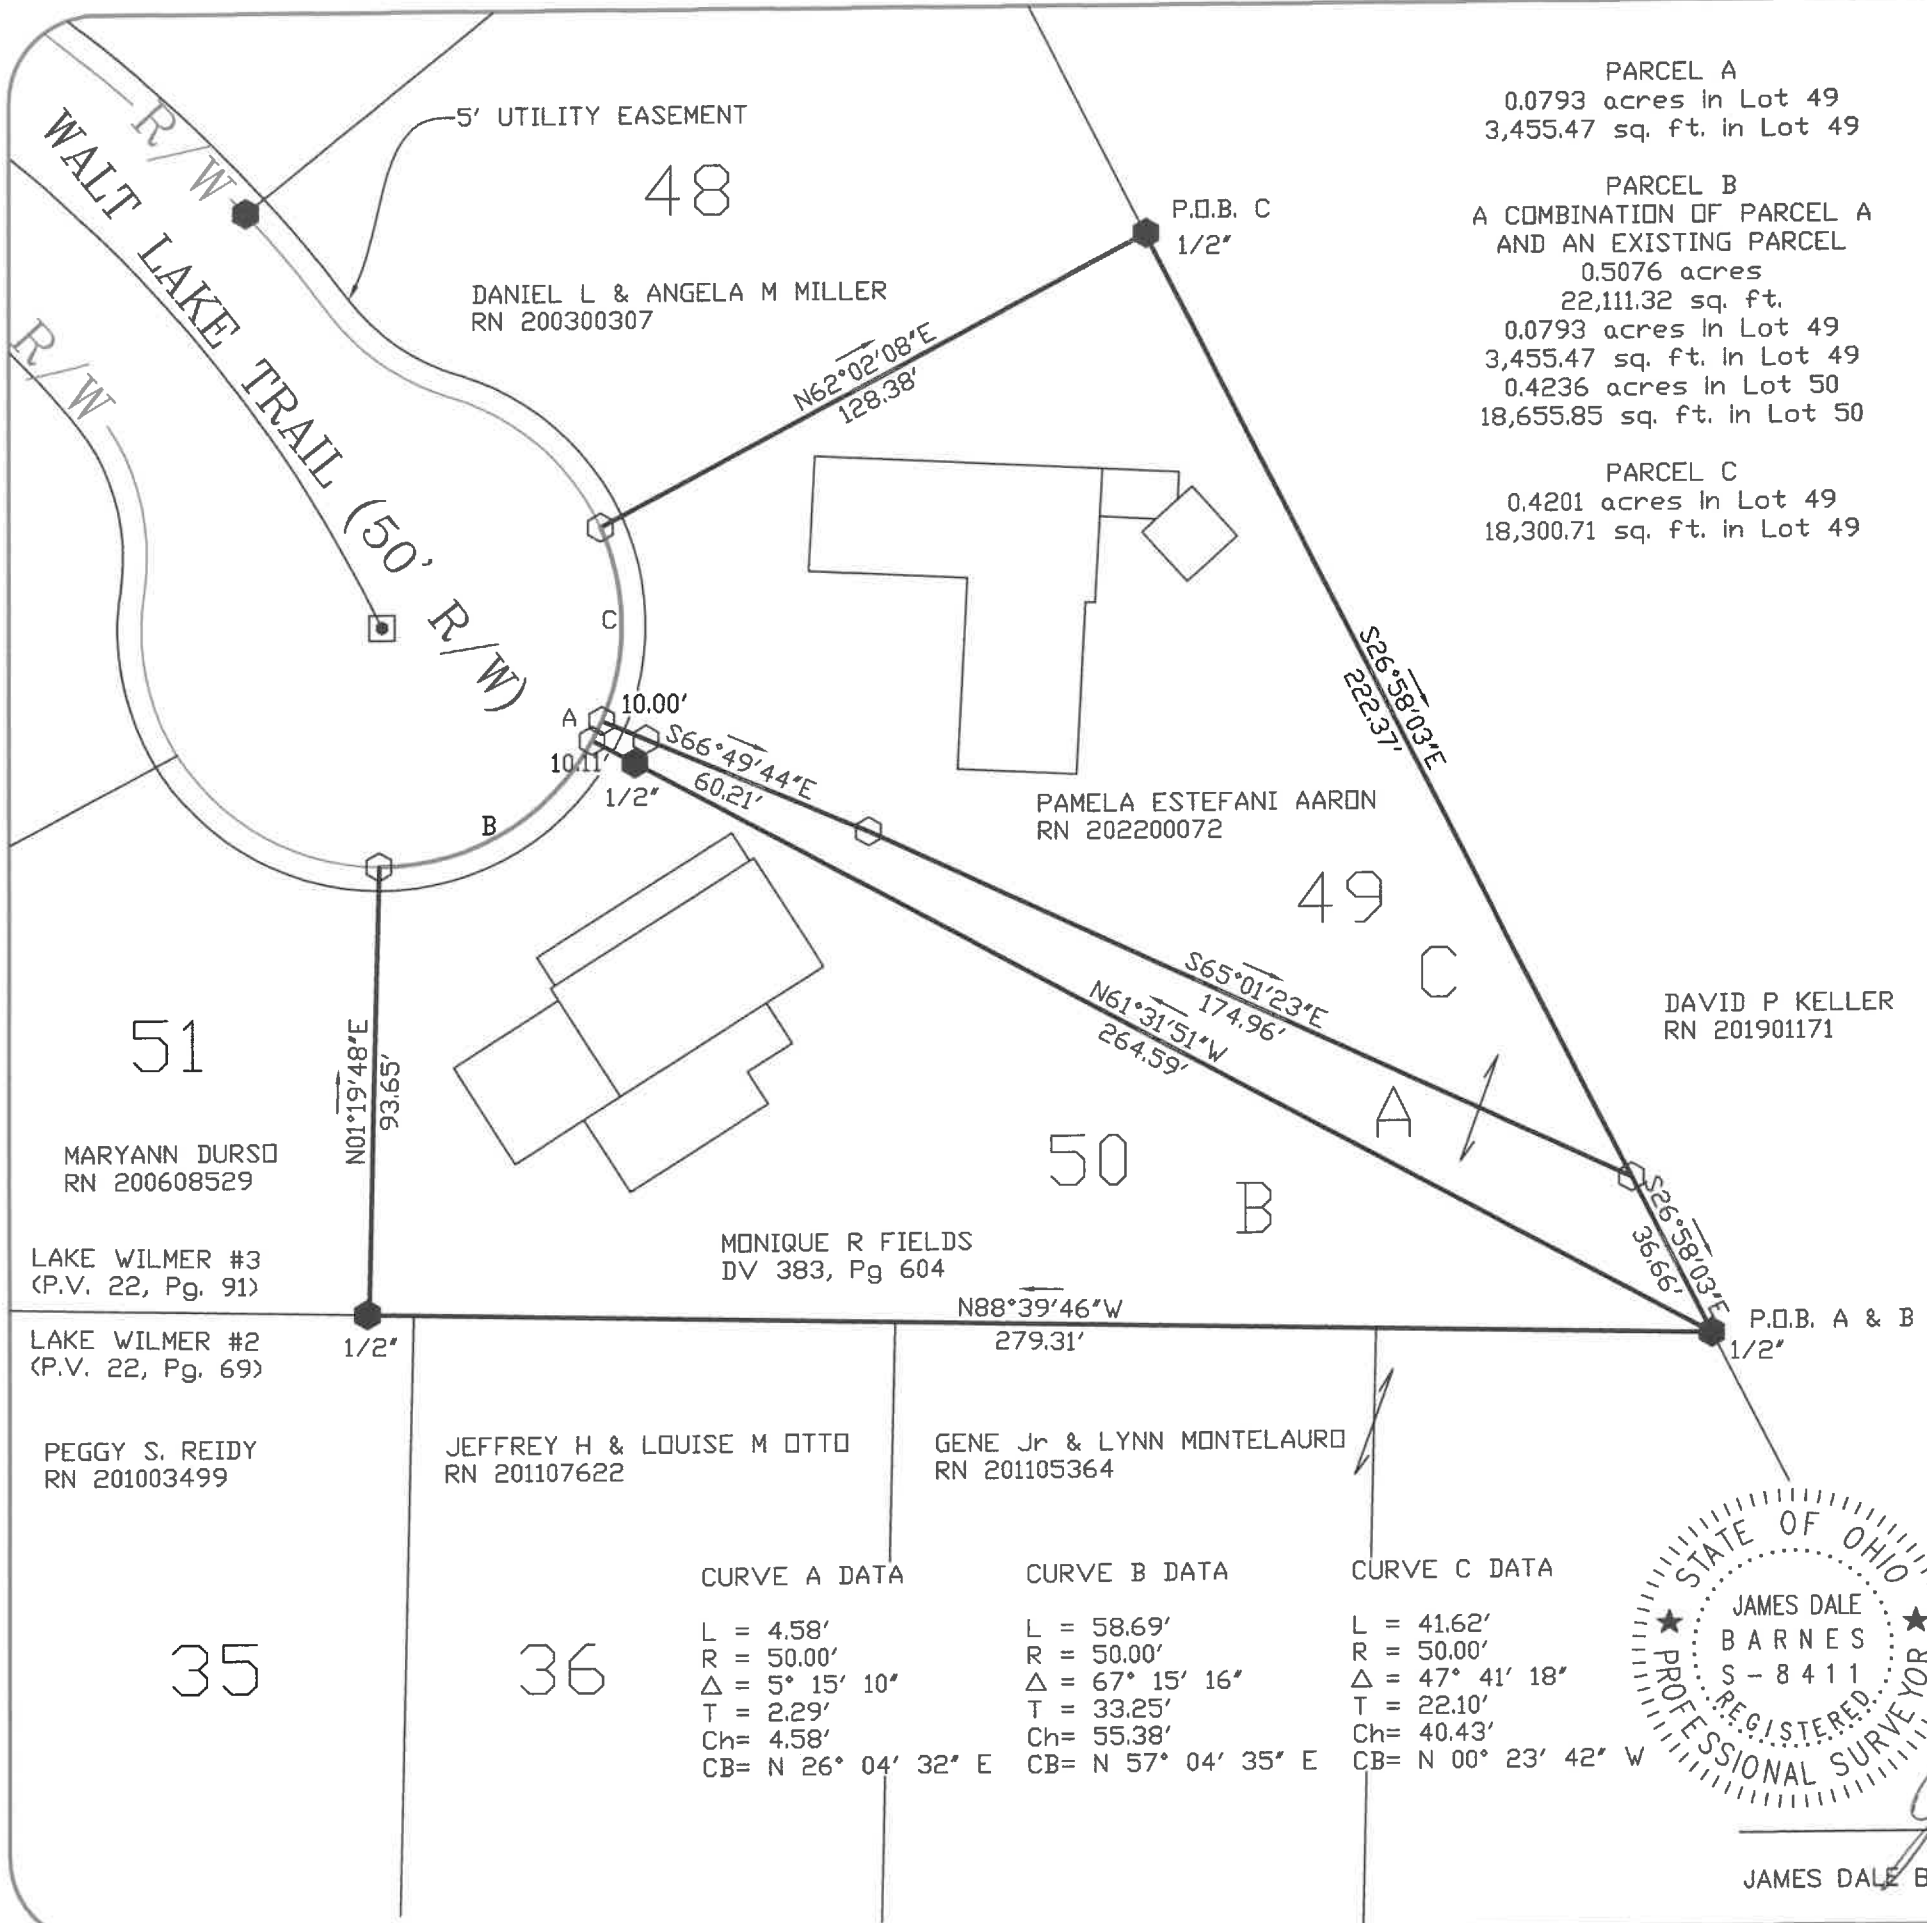 PARCEL A
0.0793 acres in Lot 49
3,455.47 sq. ft. in Lot 49
PARCEL B
A COMBINATION OF PARCEL A
AND AN EXISTING PARCEL
0.5076 acres
22,111.32 sq. ft.
0.0793 acres in Lot 49
3,455.47 sq. ft. in Lot 49
0.4236 acres in Lot 50
18,655.85 sq. ft. in Lot 50
PARCEL C
0.4201 acres in Lot 49
18,300.71 sq. ft. in Lot 49
R/W
WALT LAKE TRAIL (50' R/W)
R/W
5' UTILITY EASEMENT
48
DANIEL L & ANGELA M MILLER
RN 200300307
P.O.B. C
1/2"
N62°02'08"E
128.38'
S26°58'03"E
222.37'
C
A
10.00'
10.11'
1/2"
B
S66°49'44"E
60.21'
PAMELA ESTEFANI AARON
RN 202200072
49
C
S65°01'23"E
174.96'
N61°31'51"W
264.59'
A
DAVID P KELLER
RN 201901171
51
N01°19'48"E
93.65'
MARYANN DURSO
RN 200608529
50
B
MONIQUE R FIELDS
DV 383, Pg 604
S26°58'03"E
36.66'
LAKE WILMER #3
(P.V. 22, Pg. 91)
N88°39'46"W
279.31'
P.O.B. A & B
1/2"
LAKE WILMER #2
(P.V. 22, Pg. 69)
1/2"
PEGGY S. REIDY
RN 201003499
JEFFREY H & LOUISE M OTTO
RN 201107622
GENE Jr & LYNN MONTELAURO
RN 201105364
35
36
CURVE A DATA
L = 4.58'
R = 50.00'
Δ = 5° 15' 10"
T = 2.29'
Ch= 4.58'
CB= N 26° 04' 32" E
CURVE B DATA
L = 58.69'
R = 50.00'
Δ = 67° 15' 16"
T = 33.25'
Ch= 55.38'
CB= N 57° 04' 35" E
CURVE C DATA
L = 41.62'
R = 50.00'
Δ = 47° 41' 18"
T = 22.10'
Ch= 40.43'
CB= N 00° 23' 42" W
STATE OF OHIO
JAMES DALE
BARNES
S-8411
REGISTERED
PROFESSIONAL SURVEYOR
JAMES DALE B